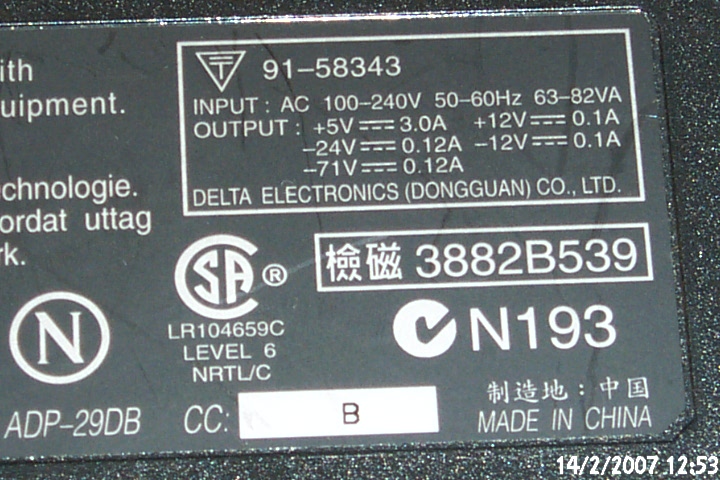 ith
uipment.
chnologie.
ordat uttag
rk.
91-58343
INPUT : AC 100-240V 50-60Hz 63-82VA
OUTPUT : +5V⎓3.0A +12V⎓0.1A
-24V⎓0.12A -12V⎓0.1A
-71V⎓0.12A
DELTA ELECTRONICS (DONGGUAN) CO., LTD.
SA ®
LR104659C
LEVEL 6
NRTL/C
檢磁 3882B539
N
N193
ADP-29DB
CC: B
制造地：中国
MADE IN CHINA
14/2/2007 12:53